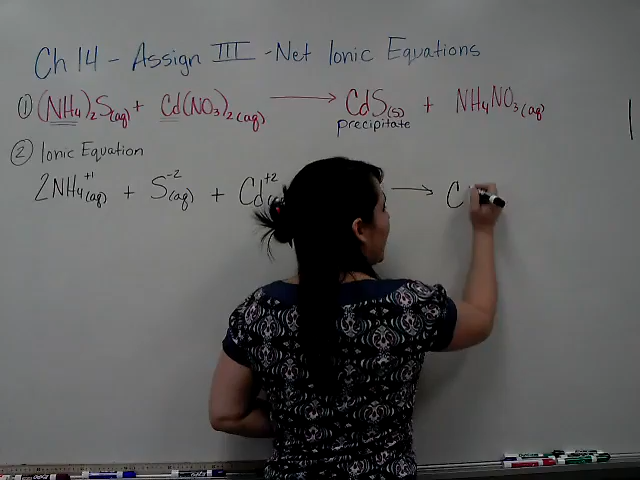 Ch 14 - Assign III - Net Ionic Equations
① (NH₄)₂S(aq) + Cd(NO₃)₂(aq) → CdS(s) + NH₄NO₃(aq)
precipitate
② Ionic Equation
2NH₄⁺¹(aq) + S⁻²(aq) + Cd⁺² → C